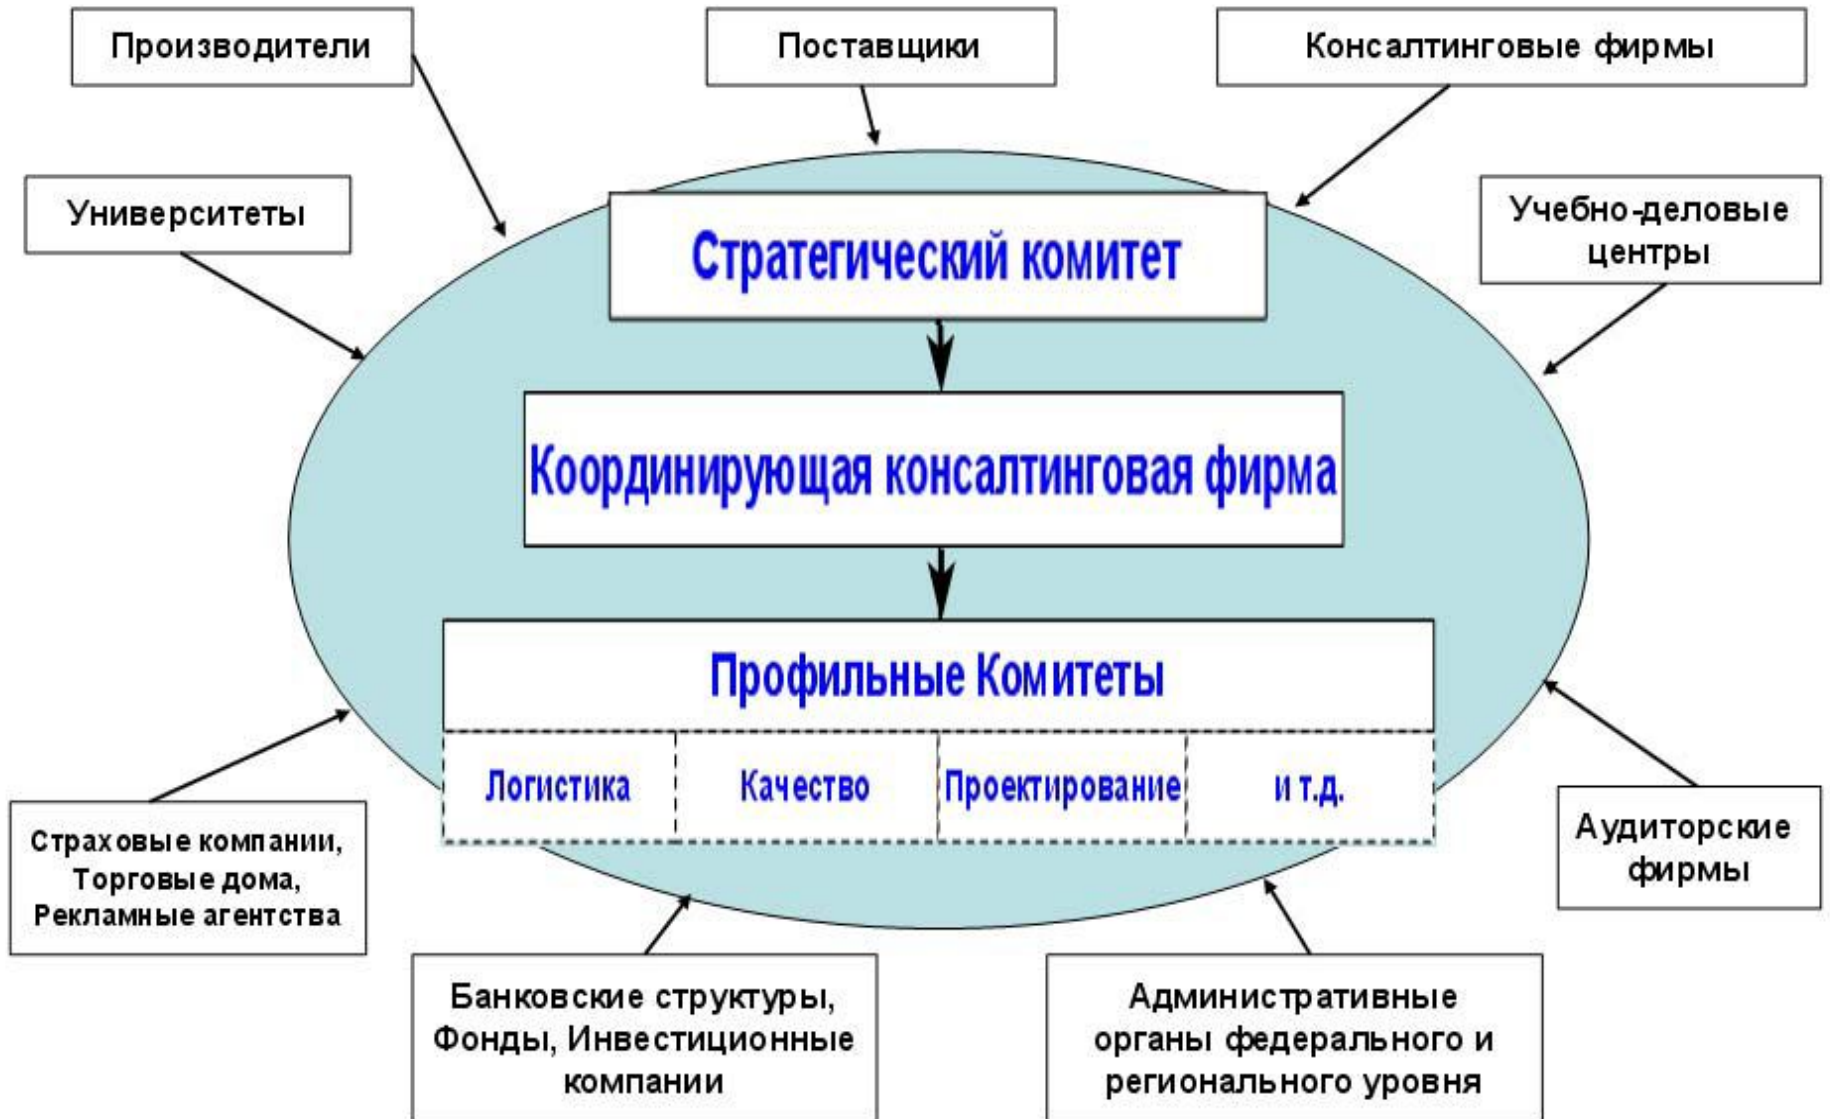 Производители
Поставщики
Консалтинговые фирмы
Университеты
Учебно-деловые
центры
Стратегический комитет
Координирующая консалтинговая фирма
Профильные Комитеты
Логистика
Качество
Проектирование
и т.д.
Страховые компании,
Торговые дома,
Рекламные агентства
Аудиторские
фирмы
Банковские структуры,
Фонды, Инвестиционные
компании
Административные
органы федерального и
регионального уровня